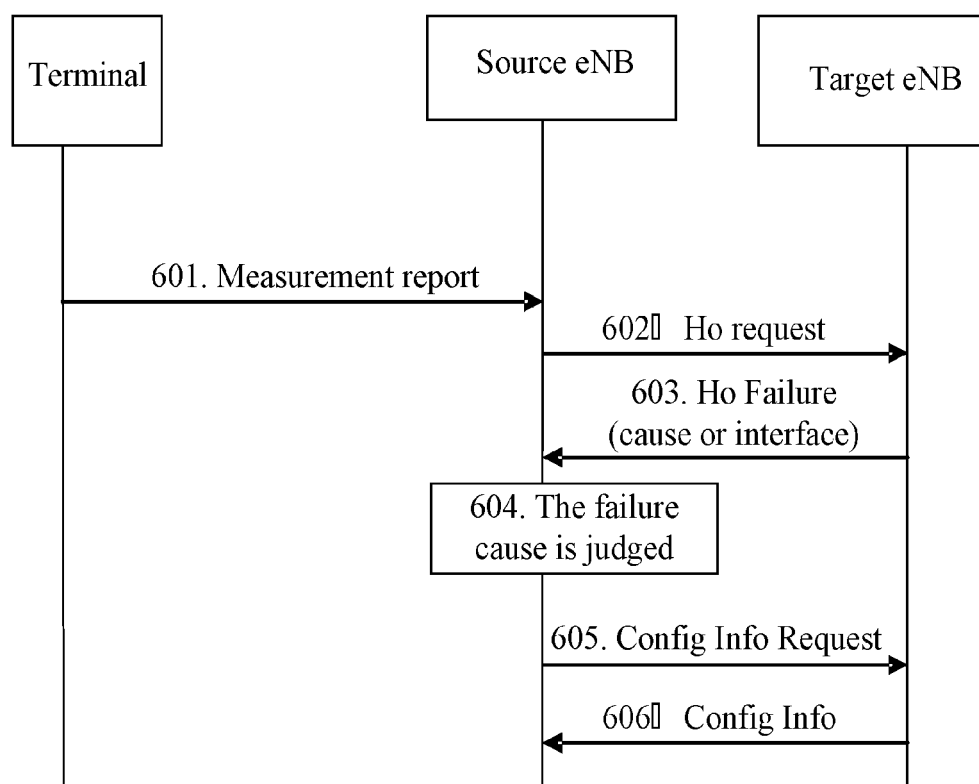 Terminal
Source eNB
Target eNB
601. Measurement report
602▯ Ho request
603. Ho Failure
(cause or interface)
604. The failure
cause is judged
605. Config Info Request
606▯ Config Info